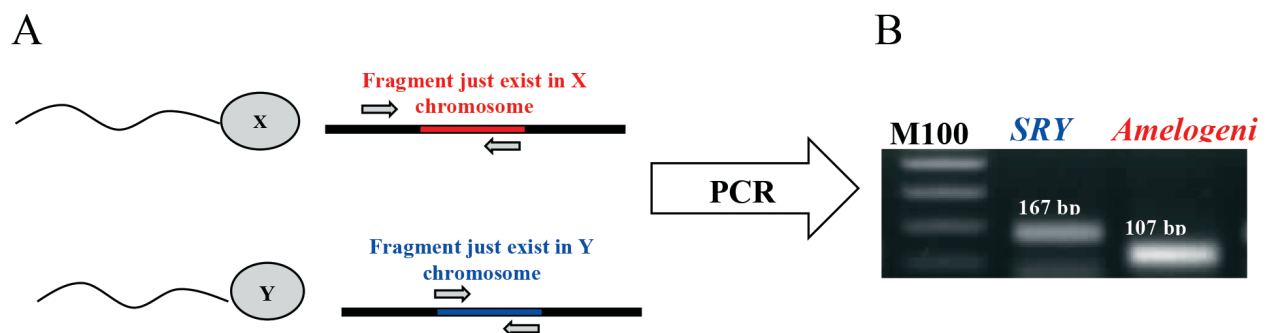 A
Fragment just exist in X
chromosome
X
Fragment just exist in Y
chromosome
Y
PCR
B
M100 SRY Amelogeni
167 bp
107 bp